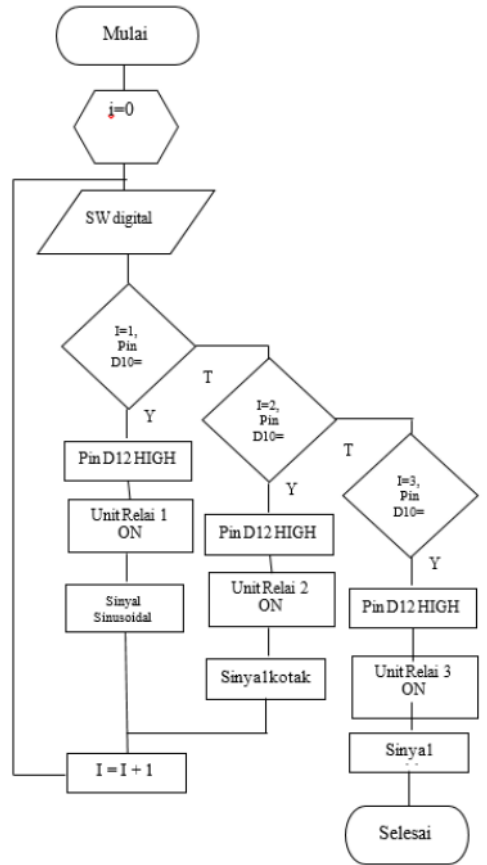 Mulai
i=0
SW digital
I=1,
Pin
D10=
T
Y
I=2,
Pin
D10=
T
Y
I=3,
Pin
D10=
Y
Pin D12 HIGH
Unit Relai 1
ON
Sinyal
Sinusoidal
Pin D12 HIGH
Unit Relai 2
ON
Sinya1kotak
Pin D12 HIGH
Unit Relai 3
ON
Sinya1
I = I + 1
Selesai